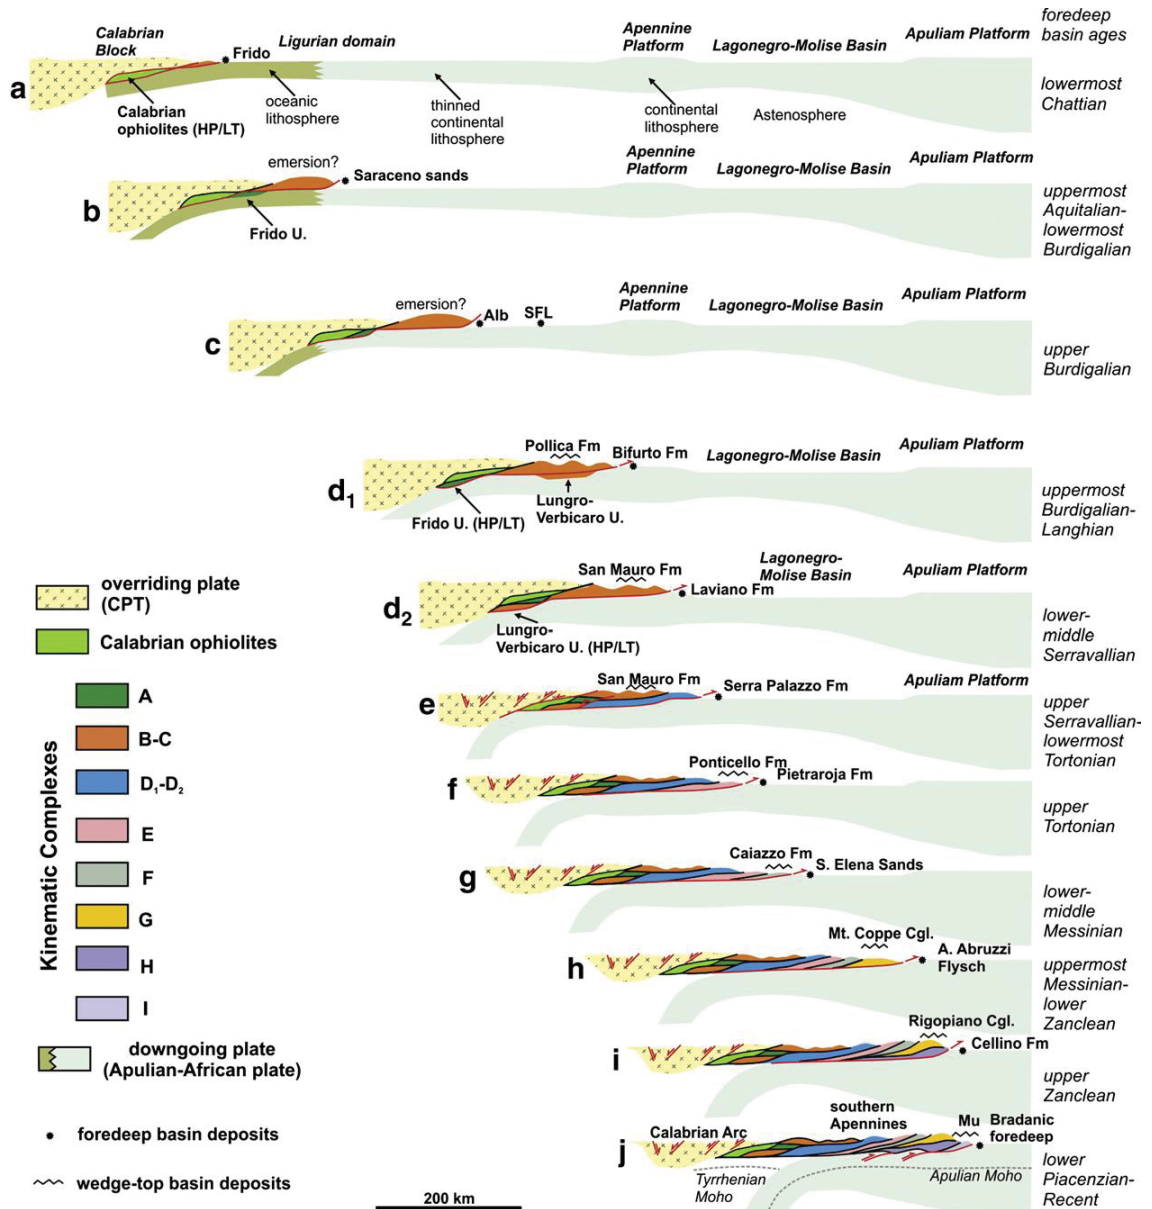 Calabrian
Block
Ligurian domain
Apennine
Platform
Lagonegro-Molise Basin
Apuliam Platform
foredeep
basin ages
Frido
a
Calabrian
ophiolites (HP/LT)
oceanic
lithosphere
thinned
continental
lithosphere
continental
lithosphere
Astenosphere
lowermost
Chattian
emersion?
Saraceno sands
Apennine
Platform
Lagonegro-Molise Basin
Apuliam Platform
b
Frido U.
uppermost
Aquitalian-
lowermost
Burdigalian
emersion?
Alb
SFL
Apennine
Platform
Lagonegro-Molise Basin
Apuliam Platform
c
upper
Burdigalian
Pollica Fm
Bifurto Fm
Lagonegro-Molise Basin
Apuliam Platform
d1
Frido U. (HP/LT)
Lungro-
Verbicaro U.
uppermost
Burdigalian-
Langhian
San Mauro Fm
Laviano Fm
Lagonegro-
Molise Basin
Apuliam Platform
d2
Lungro-
Verbicaro U. (HP/LT)
lower-
middle
Serravallian
San Mauro Fm
Serra Palazzo Fm
Apuliam Platform
e
upper
Serravallian-
lowermost
Tortonian
Ponticello Fm
Pietraroja Fm
f
upper
Tortonian
Caiazzo Fm
S. Elena Sands
g
lower-
middle
Messinian
Mt. Coppe Cgl.
A. Abruzzi
Flysch
h
uppermost
Messinian-
lower
Zanclean
Rigopiano Cgl.
Cellino Fm
i
upper
Zanclean
Calabrian Arc
southern
Apennines
Mu
Bradanic
foredeep
j
Tyrrhenian
Moho
Apulian Moho
lower
Piacenzian-
Recent
200 km
overriding plate
(CPT)
Calabrian ophiolites
Kinematic Complexes
A
B-C
D1-D2
E
F
G
H
I
downgoing plate
(Apulian-African plate)
foredeep basin deposits
wedge-top basin deposits